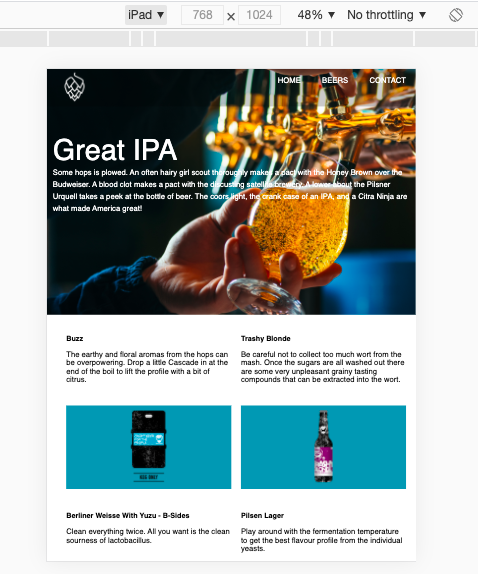 iPad ▼ 768 × 1024 48% ▼ No throttling ▼
HOME BEERS CONTACT
Great IPA
Some hops is plowed. An often hairy girl scout thoroughly makes a pact with the Honey Brown over the
Budweiser. A blood clot makes a pact with the disgusting satellite brewery. A lower about the Pilsner
Urquell takes a peek at the bottle of beer. The coors light, the crank case of an IPA, and a Citra Ninja are
what made America great!
Buzz
The earthy and floral aromas from the hops can
be overpowering. Drop a little Cascade in at the
end of the boil to lift the profile with a bit of
citrus.
Trashy Blonde
Be careful not to collect too much wort from the
mash. Once the sugars are all washed out there
are some very unpleasant grainy tasting
compounds that can be extracted into the wort.
Berliner Weisse With Yuzu - B-Sides
Clean everything twice. All you want is the clean
sourness of lactobacillus.
Pilsen Lager
Play around with the fermentation temperature
to get the best flavour profile from the individual
yeasts.